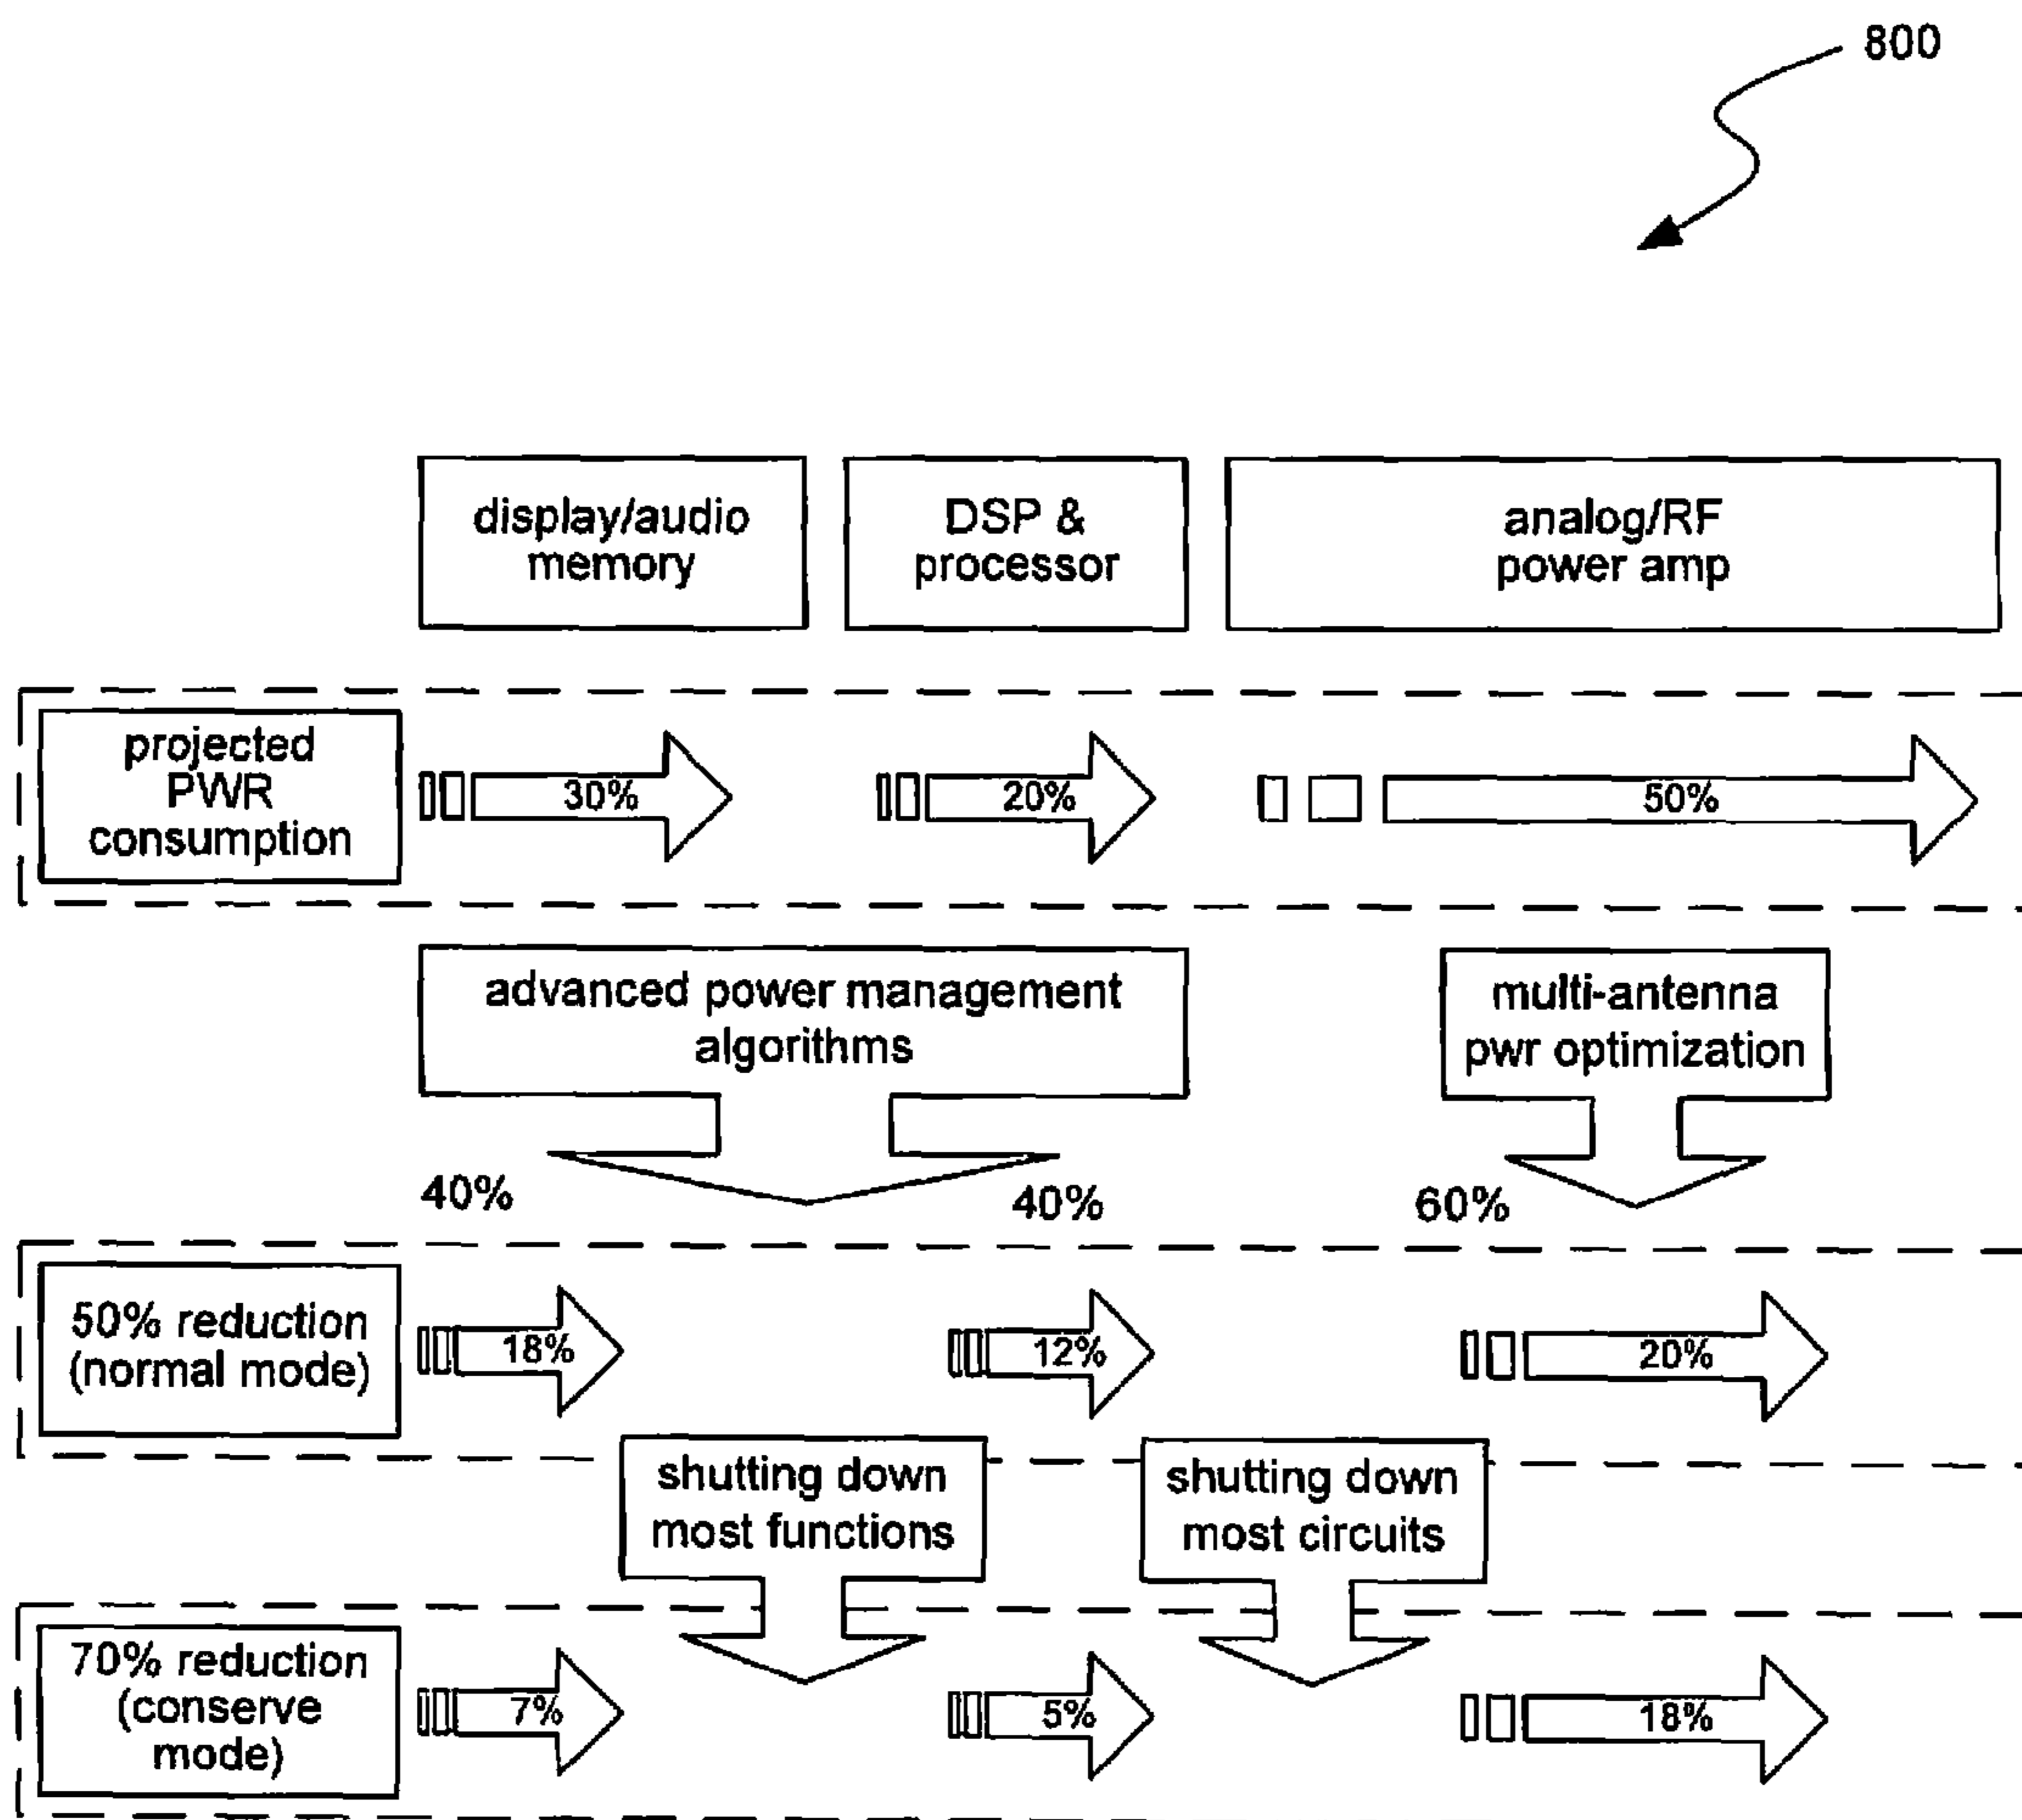 800
display/audio
memory
DSP &
processor
analog/RF
power amp
projected
PWR
consumption
30%
20%
50%
advanced power management
algorithms
multi-antenna
pwr optimization
40%
40%
60%
50% reduction
(normal mode)
18%
12%
20%
shutting down
most functions
shutting down
most circuits
70% reduction
(conserve
mode)
7%
5%
18%